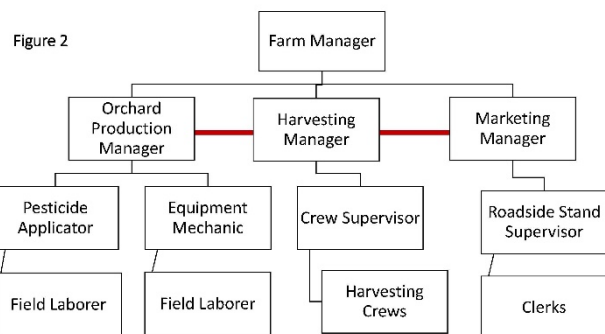 Figure 2
Farm Manager
Orchard
Production
Manager
Harvesting
Manager
Marketing
Manager
Pesticide
Applicator
Equipment
Mechanic
Crew Supervisor
Roadside Stand
Supervisor
Field Laborer
Field Laborer
Harvesting
Crews
Clerks